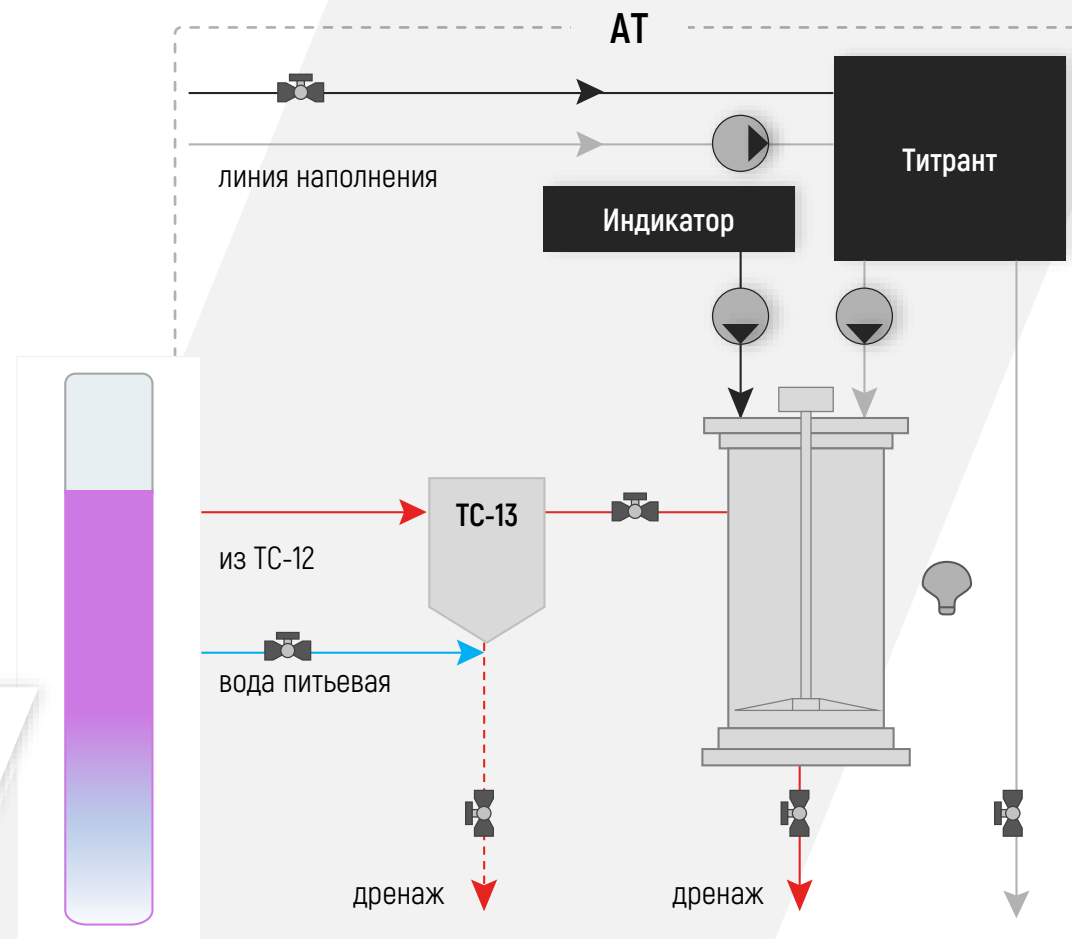 АТ
линия наполнения
Титрант
Индикатор
ТС-13
из ТС-12
вода питьевая
дренаж
дренаж